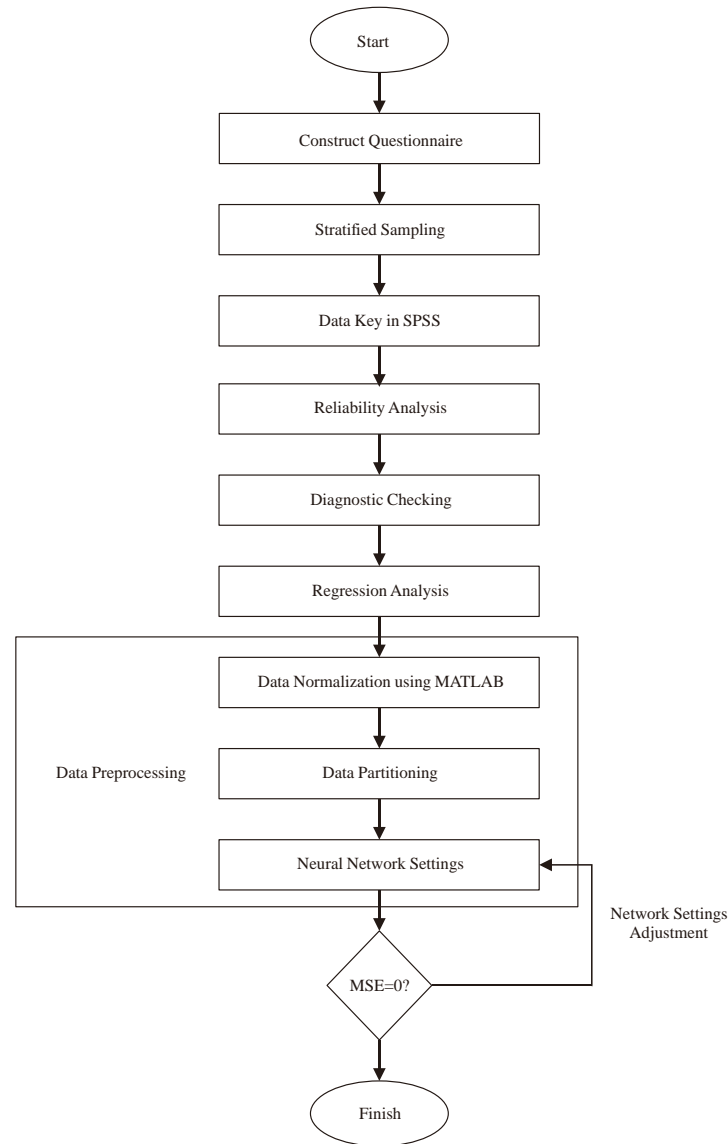 Start
Construct Questionnaire
Stratified Sampling
Data Key in SPSS
Reliability Analysis
Diagnostic Checking
Regression Analysis
Data Normalization using MATLAB
Data Preprocessing
Data Partitioning
Neural Network Settings
Network Settings
Adjustment
MSE=0?
Finish